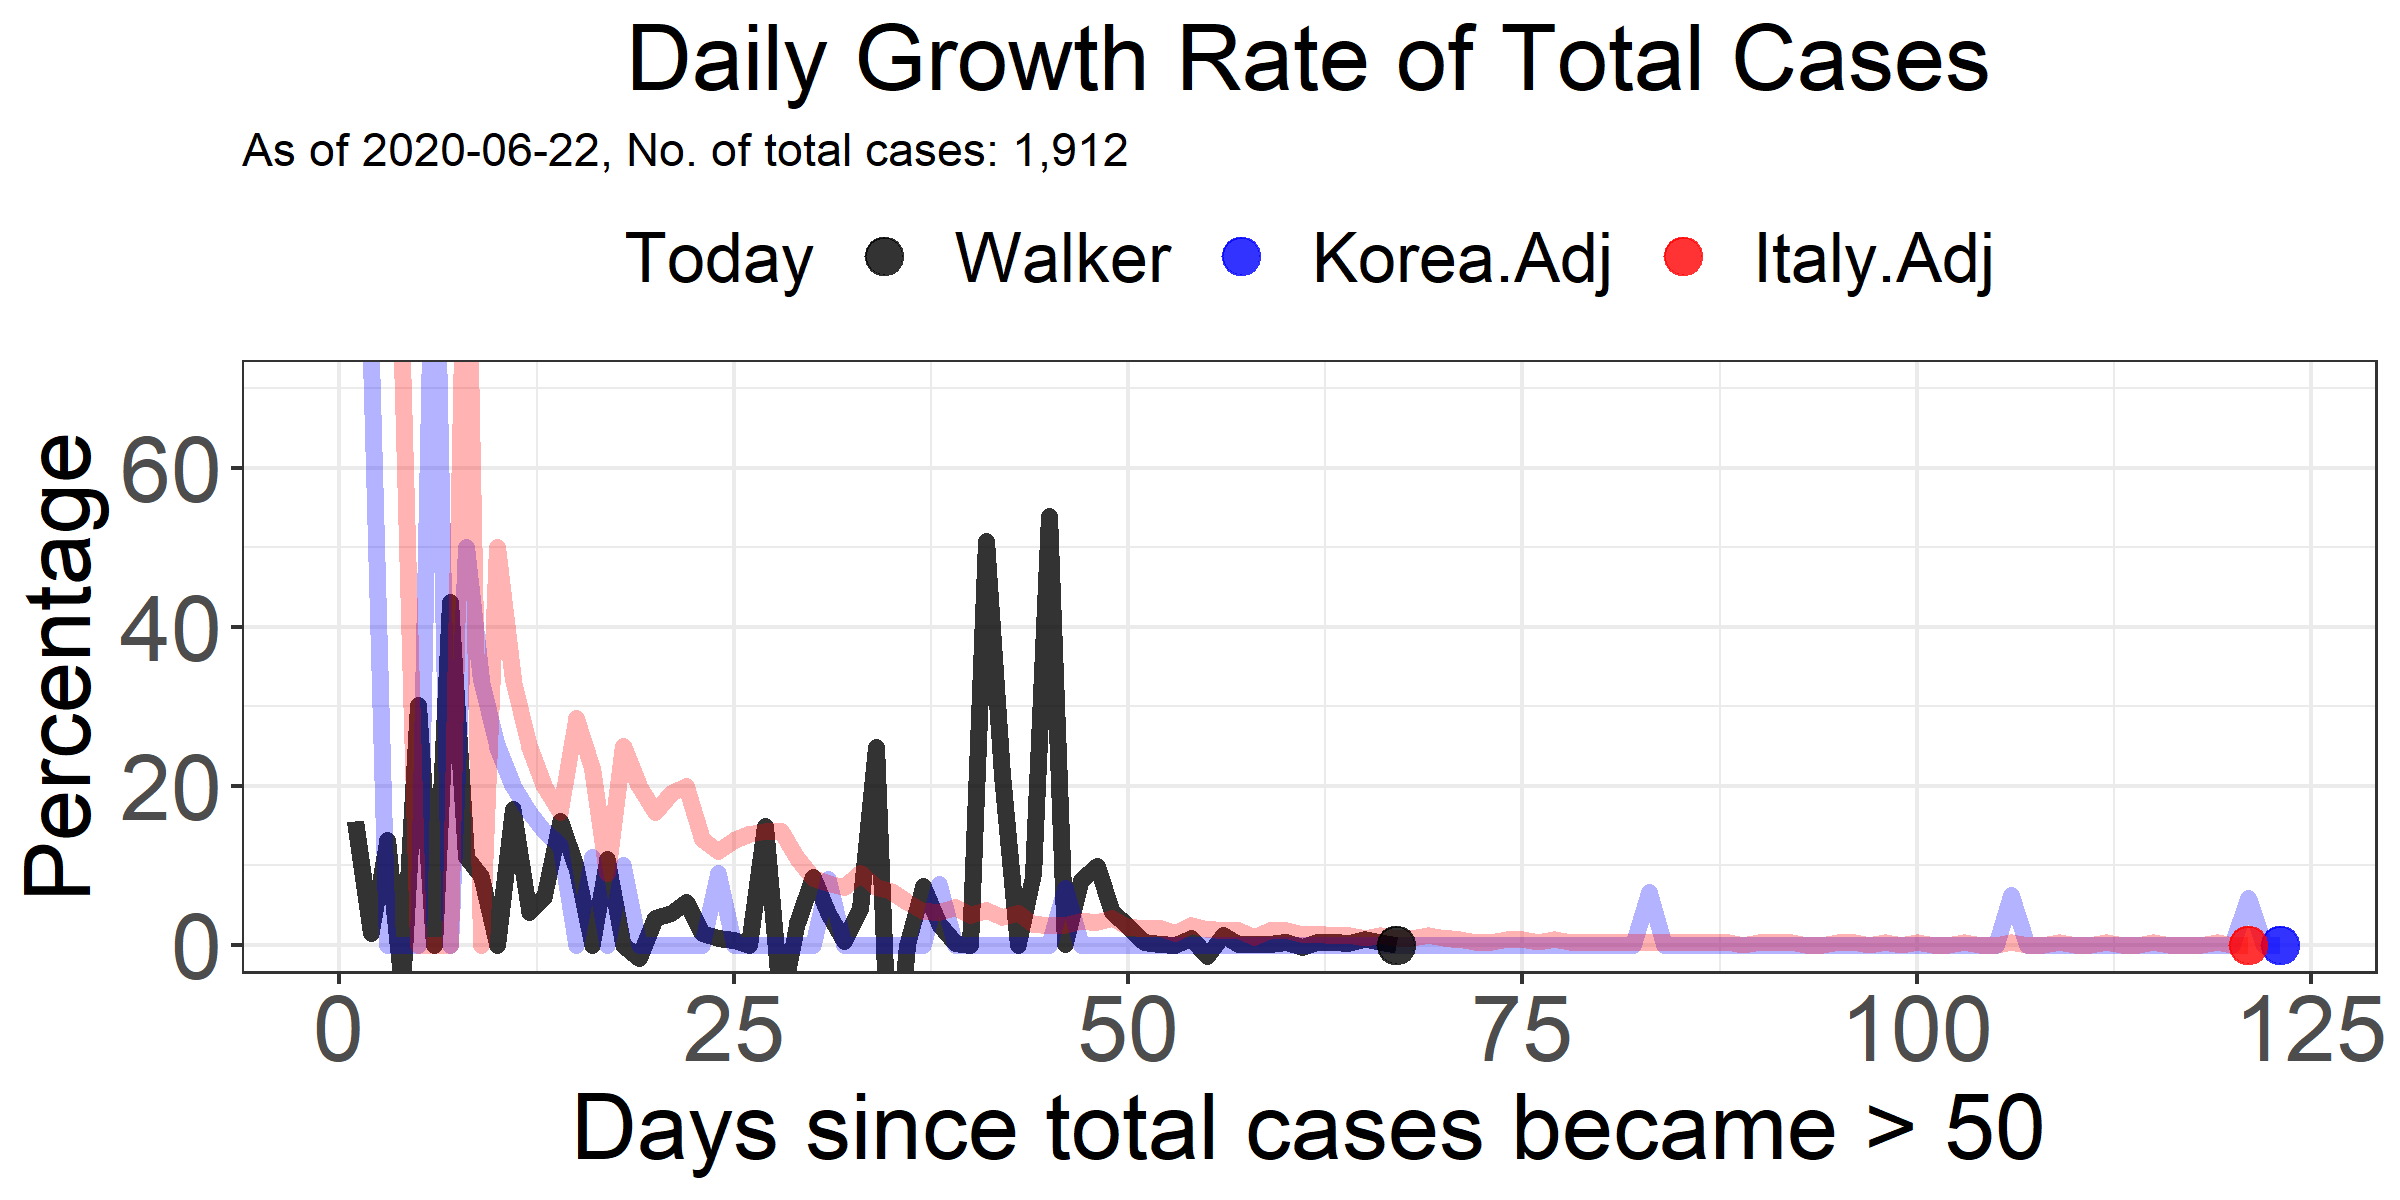 Daily Growth Rate of Total Cases
As of 2020-06-22, No. of total cases: 1,912
Today Walker Korea.Adj Italy.Adj
Percentage
60
40
20
0
0 25 50 75 100 125
Days since total cases became > 50